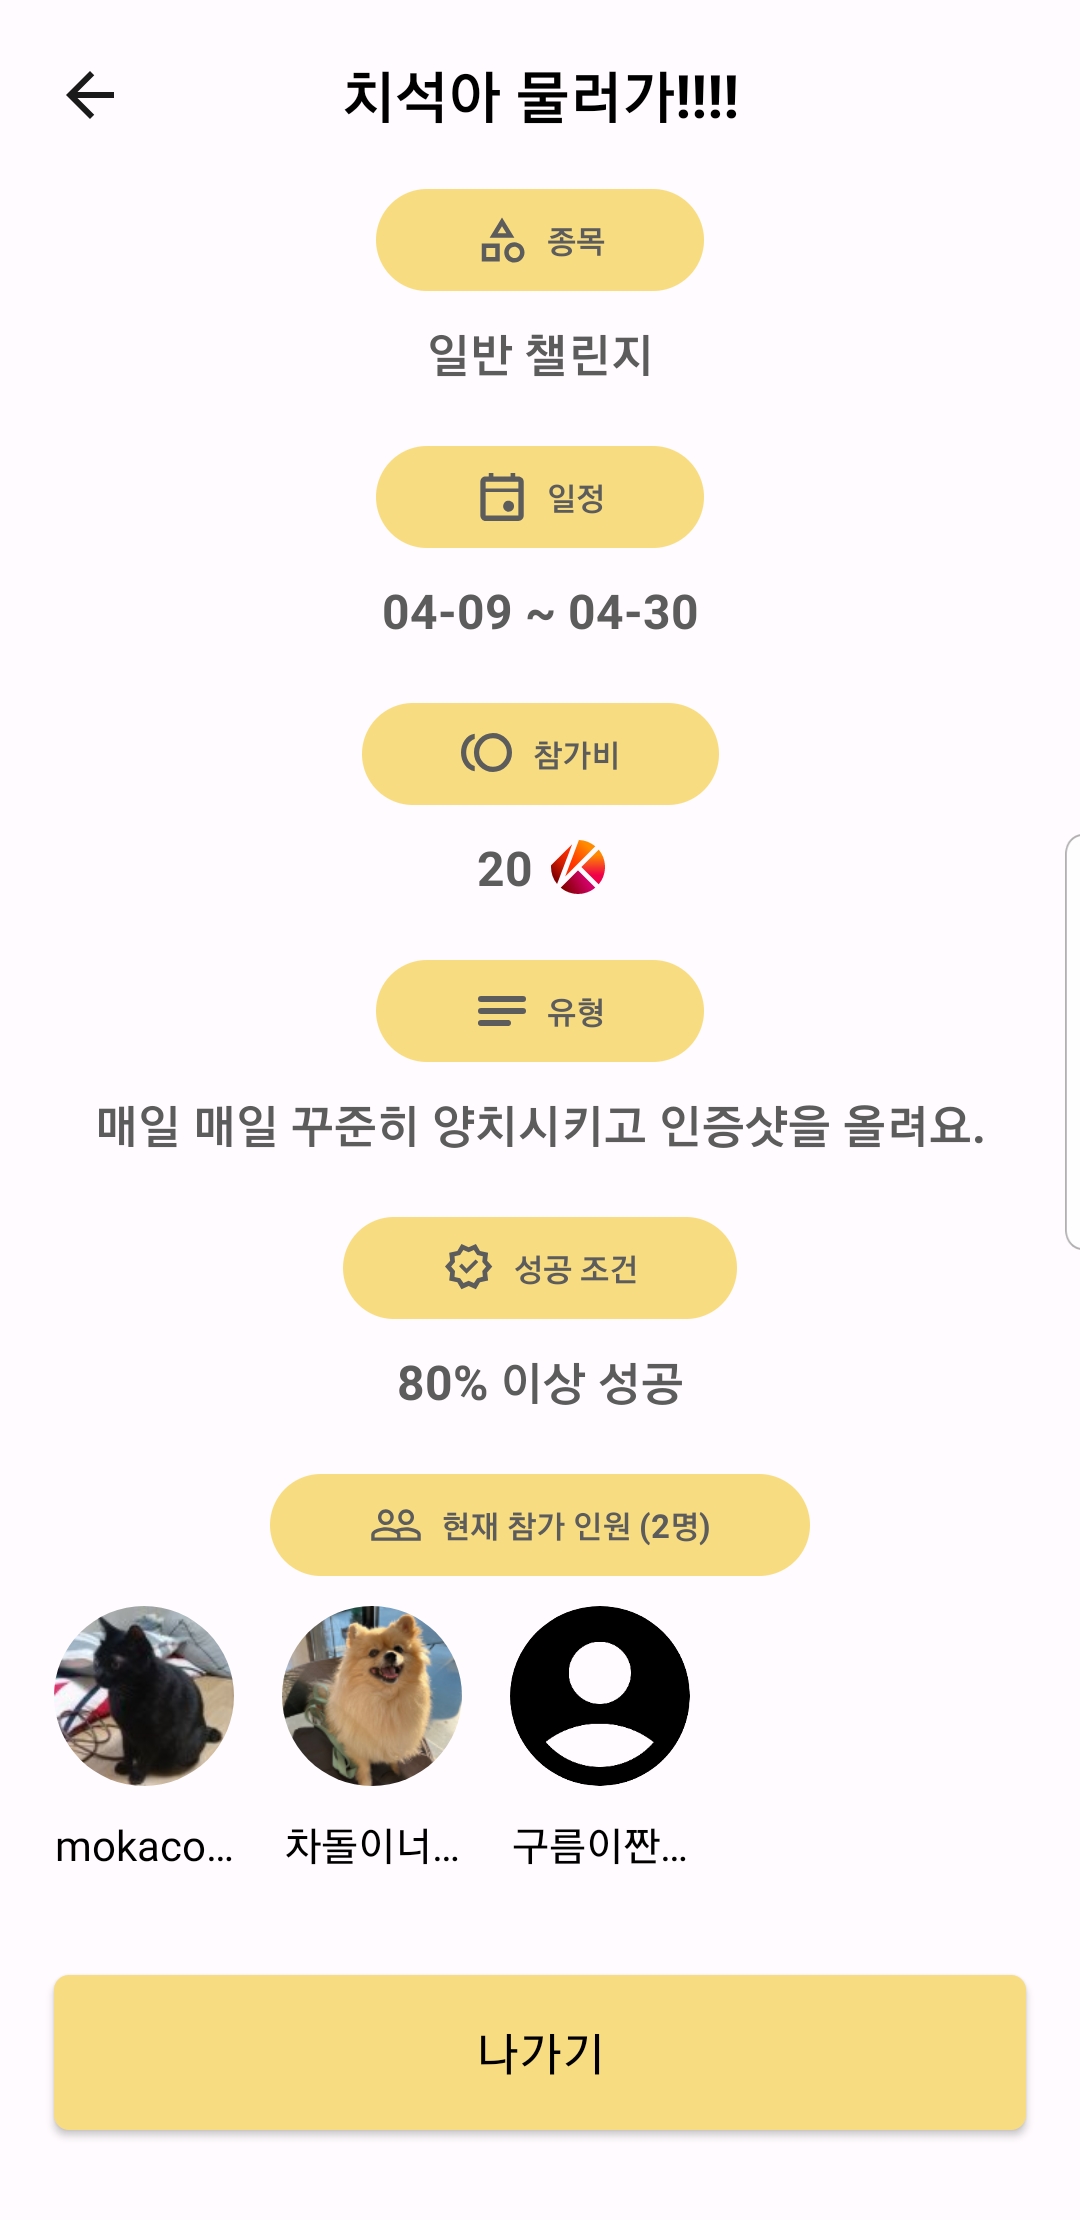 치석아 물러가!!!!
종목
일반 챌린지
일정
04-09 ~ 04-30
참가비
20
유형
매일 매일 꾸준히 양치시키고 인증샷을 올려요.
성공 조건
80% 이상 성공
현재 참가 인원 (2명)
mokaco... 차돌이너... 구름이짠...
나가기